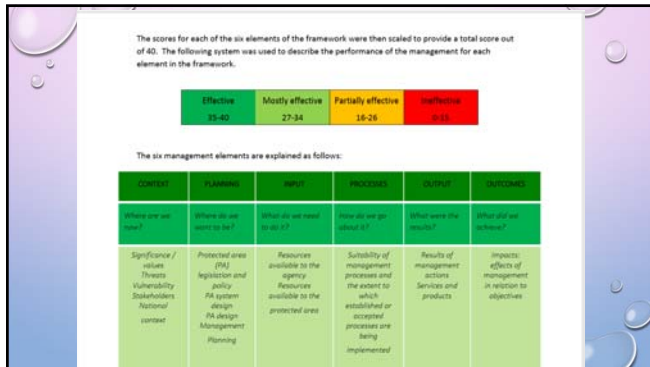 The scores for each of the six elements of the framework were then scaled to provide a total score out
of 40. The following system was used to describe the performance of the management for each
element in the framework.
Effective Mostly effective Partially effective Ineffective
35-40 27-34 16-26 0-15
The six management elements are explained as follows:
CONTEXT PLANNING INPUT PROCESSES OUTPUT OUTCOMES
Where are we Where do we What do we need How do we go What were the What did we
now? want to be? to do it? about it? results? achieve?
Significance / Protected area Resources Suitability of Results of Impacts:
values (PA) available to the management management effects of
Threats legislation and agency processes and actions management
Vulnerability policy Resources the extent to Services and in relation to
Stakeholders PA system available to the which products objectives
National design protected area established or
context PA design accepted
Management processes are
Planning being
implemented